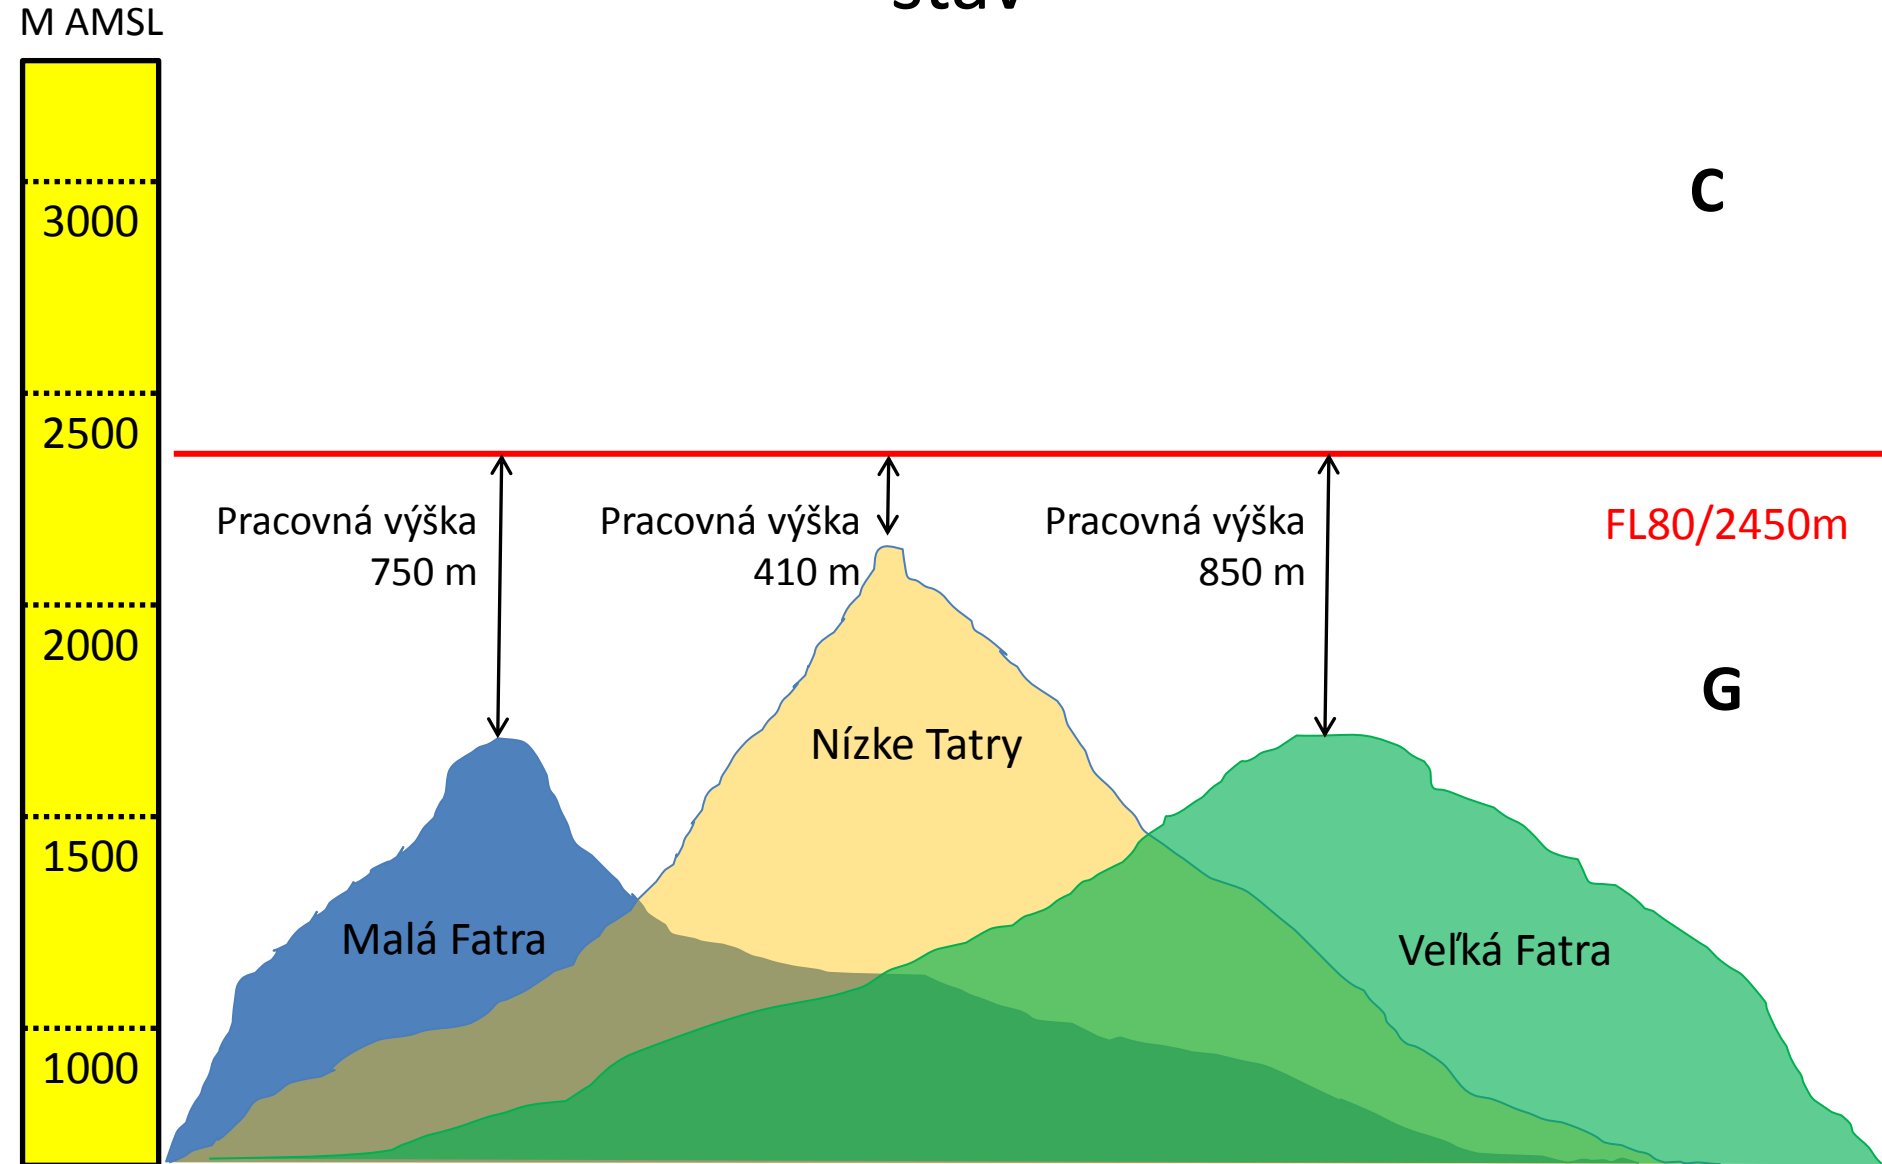 stav
M AMSL
3000
2500
2000
1500
1000
C
Pracovná výška
750 m
Pracovná výška
410 m
Pracovná výška
850 m
FL80/2450m
G
Nízke Tatry
Malá Fatra
Veľká Fatra